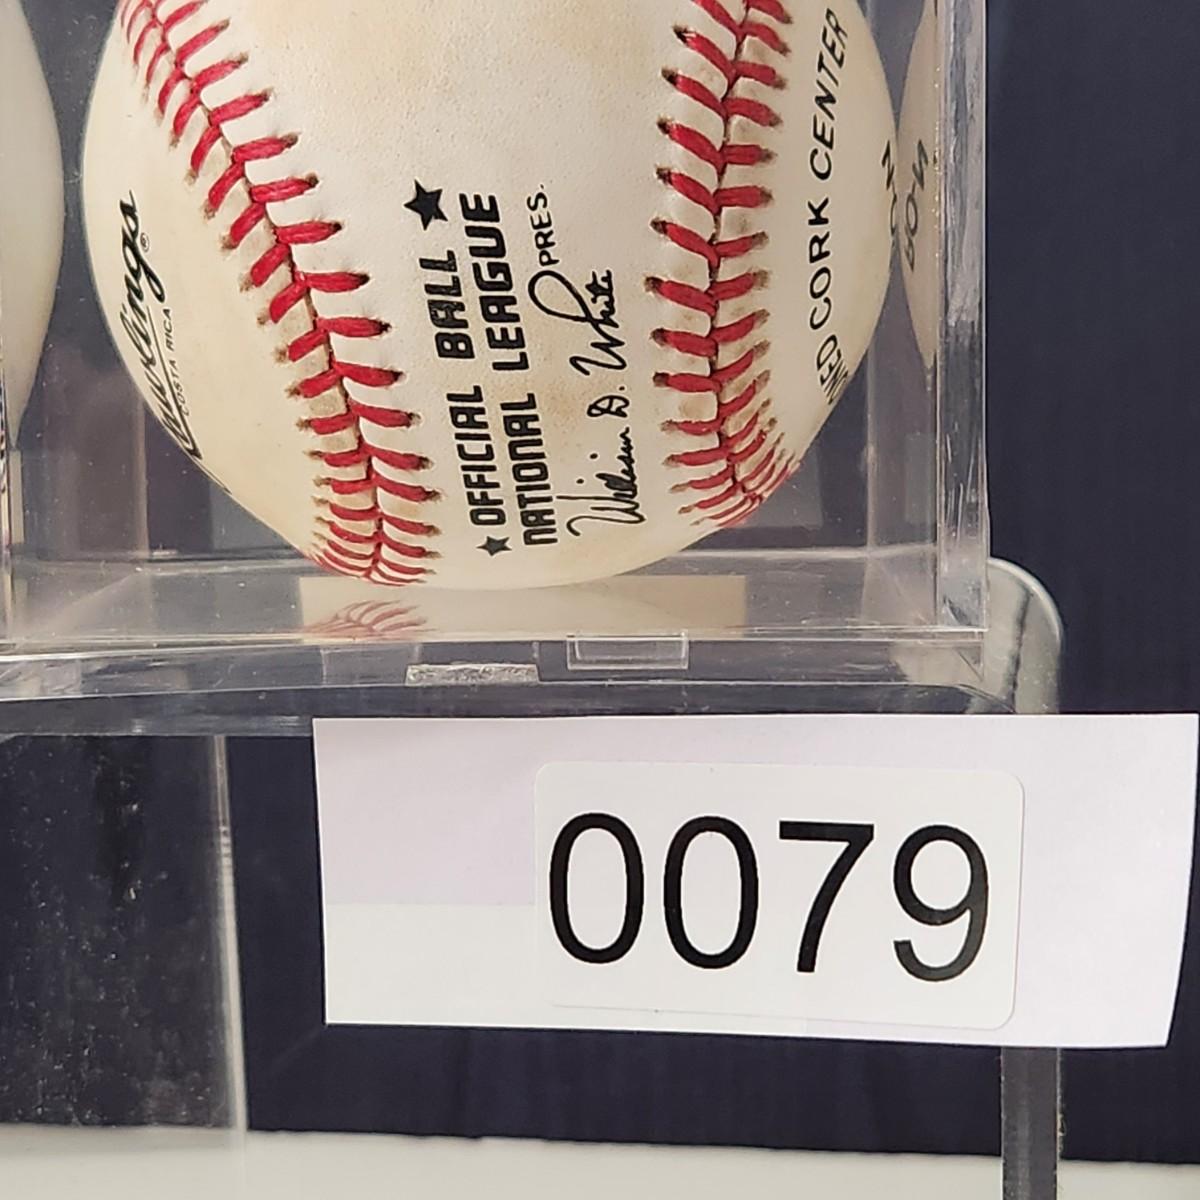 Rawlings®
COSTA RICA
★ OFFICIAL BALL ★
NATIONAL LEAGUE
William D. White PRES.
CORK CENTER
0079